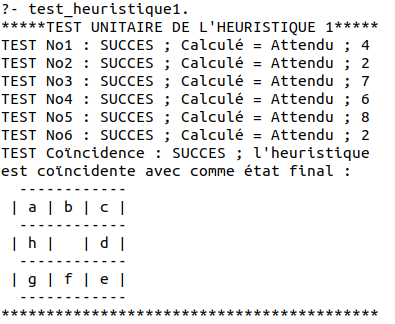 ?- test_heuristique1.
*****TEST UNITAIRE DE L'HEURISTIQUE 1*****
TEST No1 : SUCCES ; Calculé = Attendu ; 4
TEST No2 : SUCCES ; Calculé = Attendu ; 2
TEST No3 : SUCCES ; Calculé = Attendu ; 7
TEST No4 : SUCCES ; Calculé = Attendu ; 6
TEST No5 : SUCCES ; Calculé = Attendu ; 8
TEST No6 : SUCCES ; Calculé = Attendu ; 2
TEST Coïncidence : SUCCES ; l'heuristique
est coïncidente avec comme état final :
  ------------
 | a | b | c |
  ------------
 | h |   | d |
  ------------
 | g | f | e |
  ------------
******************************************